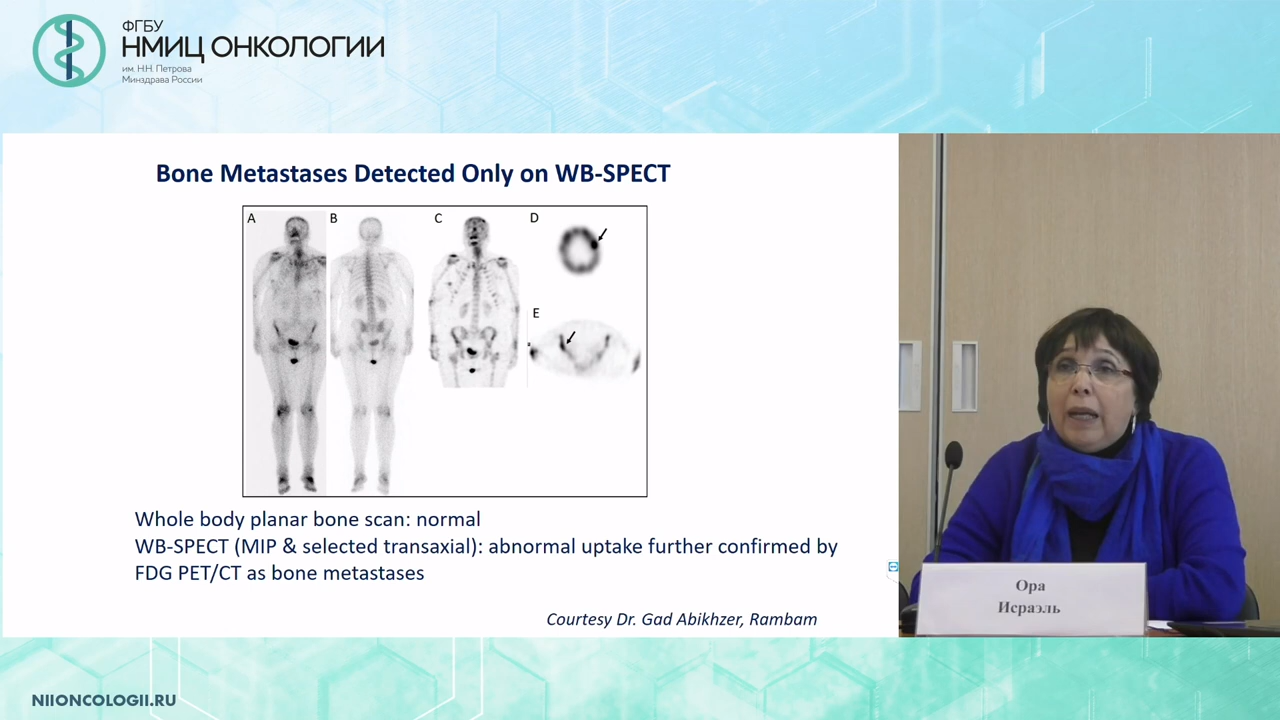 ФГБУ
НМИЦ ОНКОЛОГИИ
им. Н.Н. Петрова
Минздрава России
Bone Metastases Detected Only on WB-SPECT
A
B
C
D
E
Whole body planar bone scan: normal
WB-SPECT (MIP & selected transaxial): abnormal uptake further confirmed by
FDG PET/CT as bone metastases
Courtesy Dr. Gad Abikhzer, Rambam
Ора
Исраэль
NIIONCOLOGII.RU